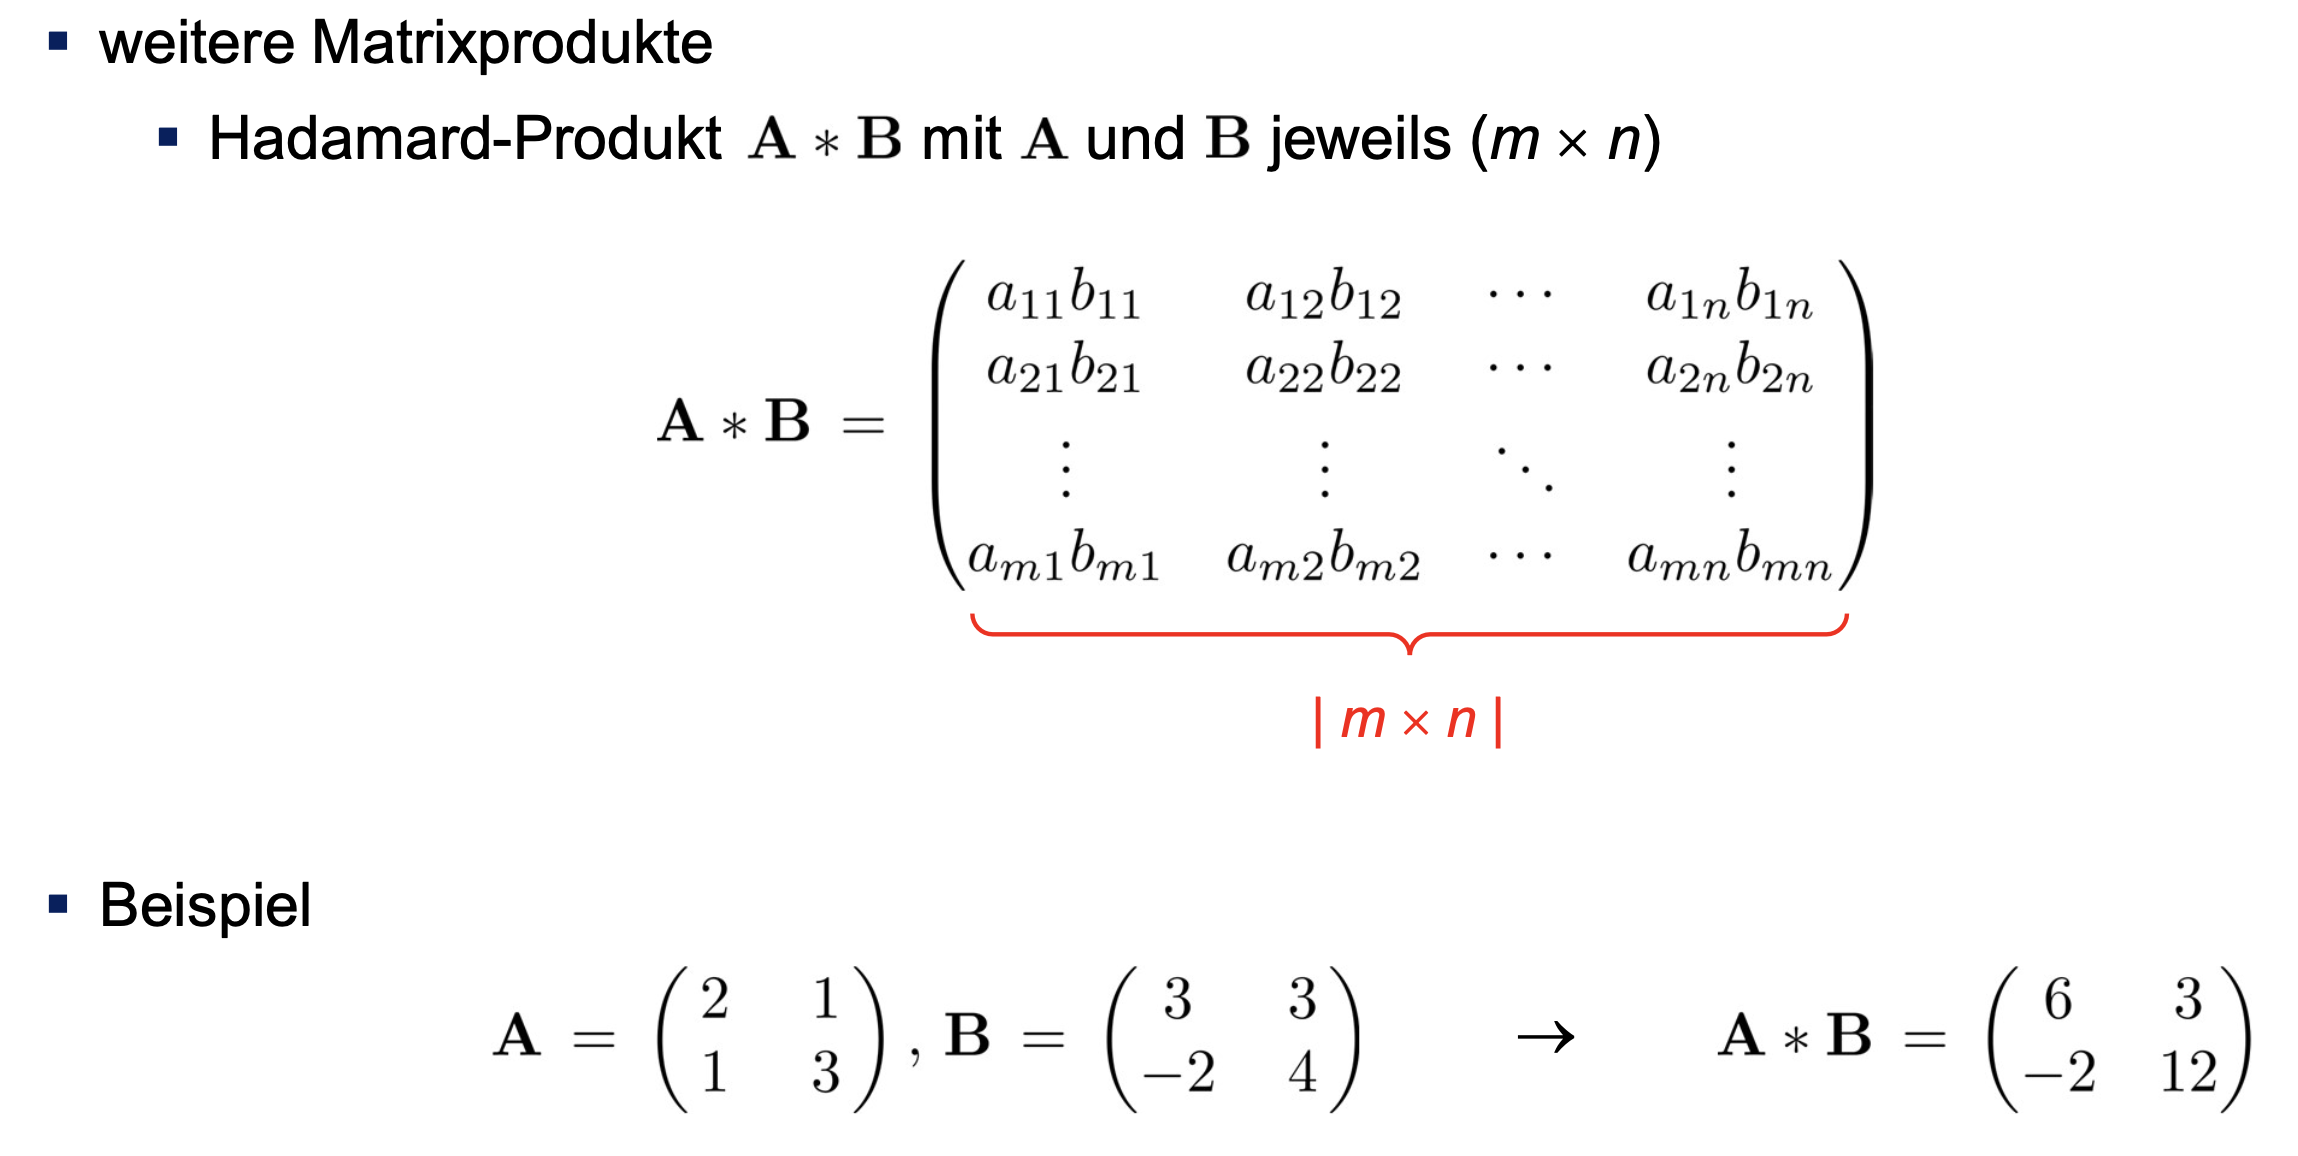 ▪ weitere Matrixprodukte
▪ Hadamard-Produkt A ∗ B mit A und B jeweils (m × n)
A ∗ B = ( a₁₁b₁₁ a₁₂b₁₂ ⋯ a₁ₙb₁ₙ
a₂₁b₂₁ a₂₂b₂₂ ⋯ a₂ₙb₂ₙ
⋮ ⋮ ⋱ ⋮
aₘ₁bₘ₁ aₘ₂bₘ₂ ⋯ aₘₙbₘₙ )
| m × n |
▪ Beispiel
A = ( 2 1 ; 1 3 ), B = ( 3 3 ; −2 4 ) → A ∗ B = ( 6 3 ; −2 12 )